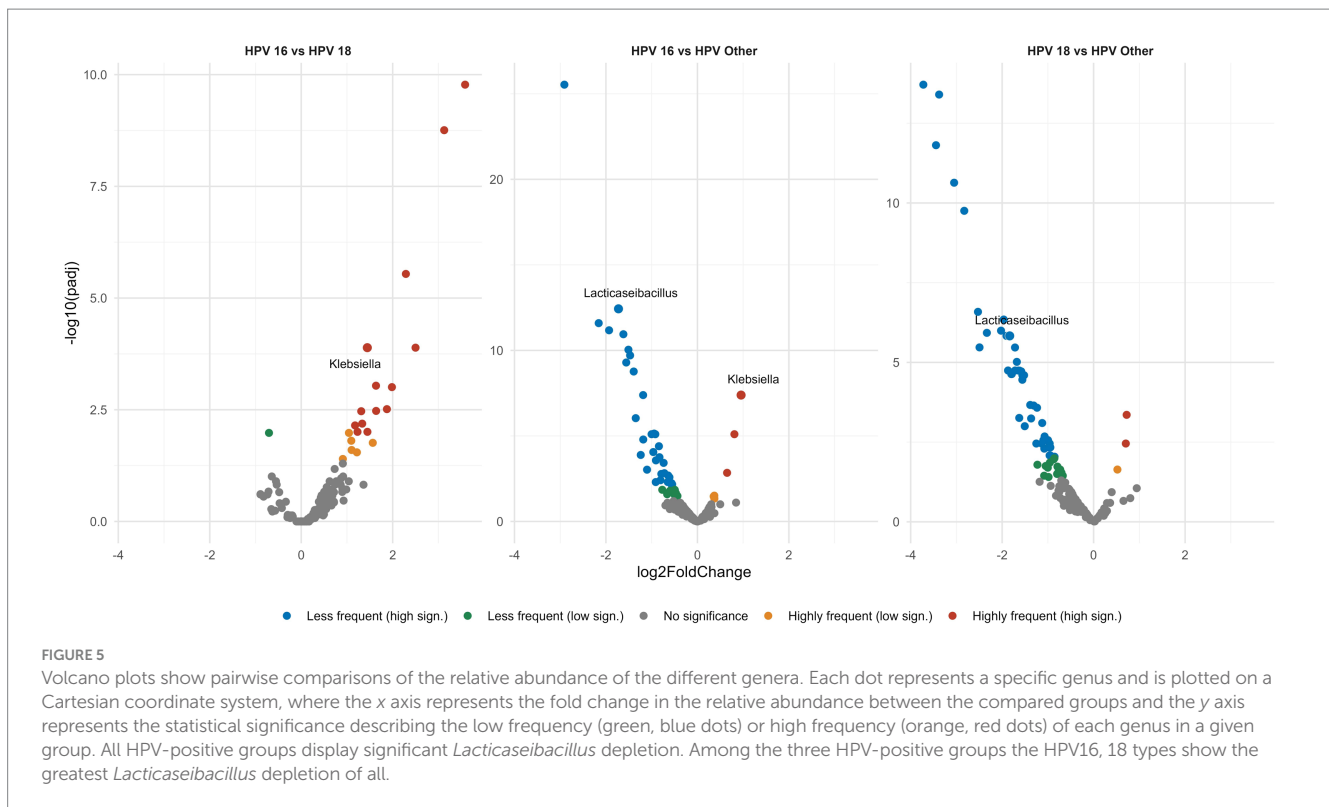 HPV 16 vs HPV 18
HPV 16 vs HPV Other
HPV 18 vs HPV Other
-log10(padj)
10.0
7.5
5.0
2.5
0.0
-4
-2
0
2
Klebsiella
20
10
0
-4
-2
0
2
Lacticaseibacillus
Klebsiella
10
5
0
-4
-2
0
2
Lacticaseibacillus
log2FoldChange
Less frequent (high sign.)
Less frequent (low sign.)
No significance
Highly frequent (low sign.)
Highly frequent (high sign.)
FIGURE 5
Volcano plots show pairwise comparisons of the relative abundance of the different genera. Each dot represents a specific genus and is plotted on a
Cartesian coordinate system, where the x axis represents the fold change in the relative abundance between the compared groups and the y axis
represents the statistical significance describing the low frequency (green, blue dots) or high frequency (orange, red dots) of each genus in a given
group. All HPV-positive groups display significant Lacticaseibacillus depletion. Among the three HPV-positive groups the HPV16, 18 types show the
greatest Lacticaseibacillus depletion of all.